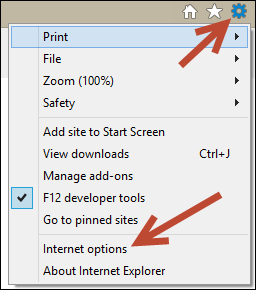 Print
File
Zoom (100%)
Safety
Add site to Start Screen
View downloads Ctrl+J
Manage add-ons
F12 developer tools
Go to pinned sites
Internet options
About Internet Explorer